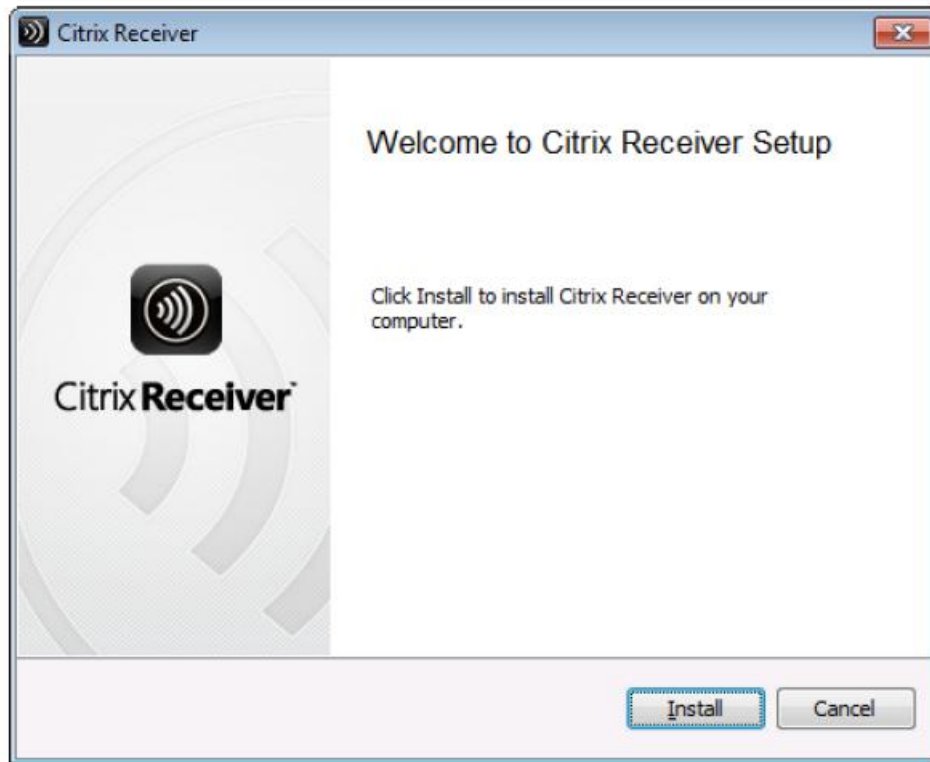 Citrix Receiver
Welcome to Citrix Receiver Setup
Click Install to install Citrix Receiver on your
computer.
Citrix Receiver™
Install
Cancel